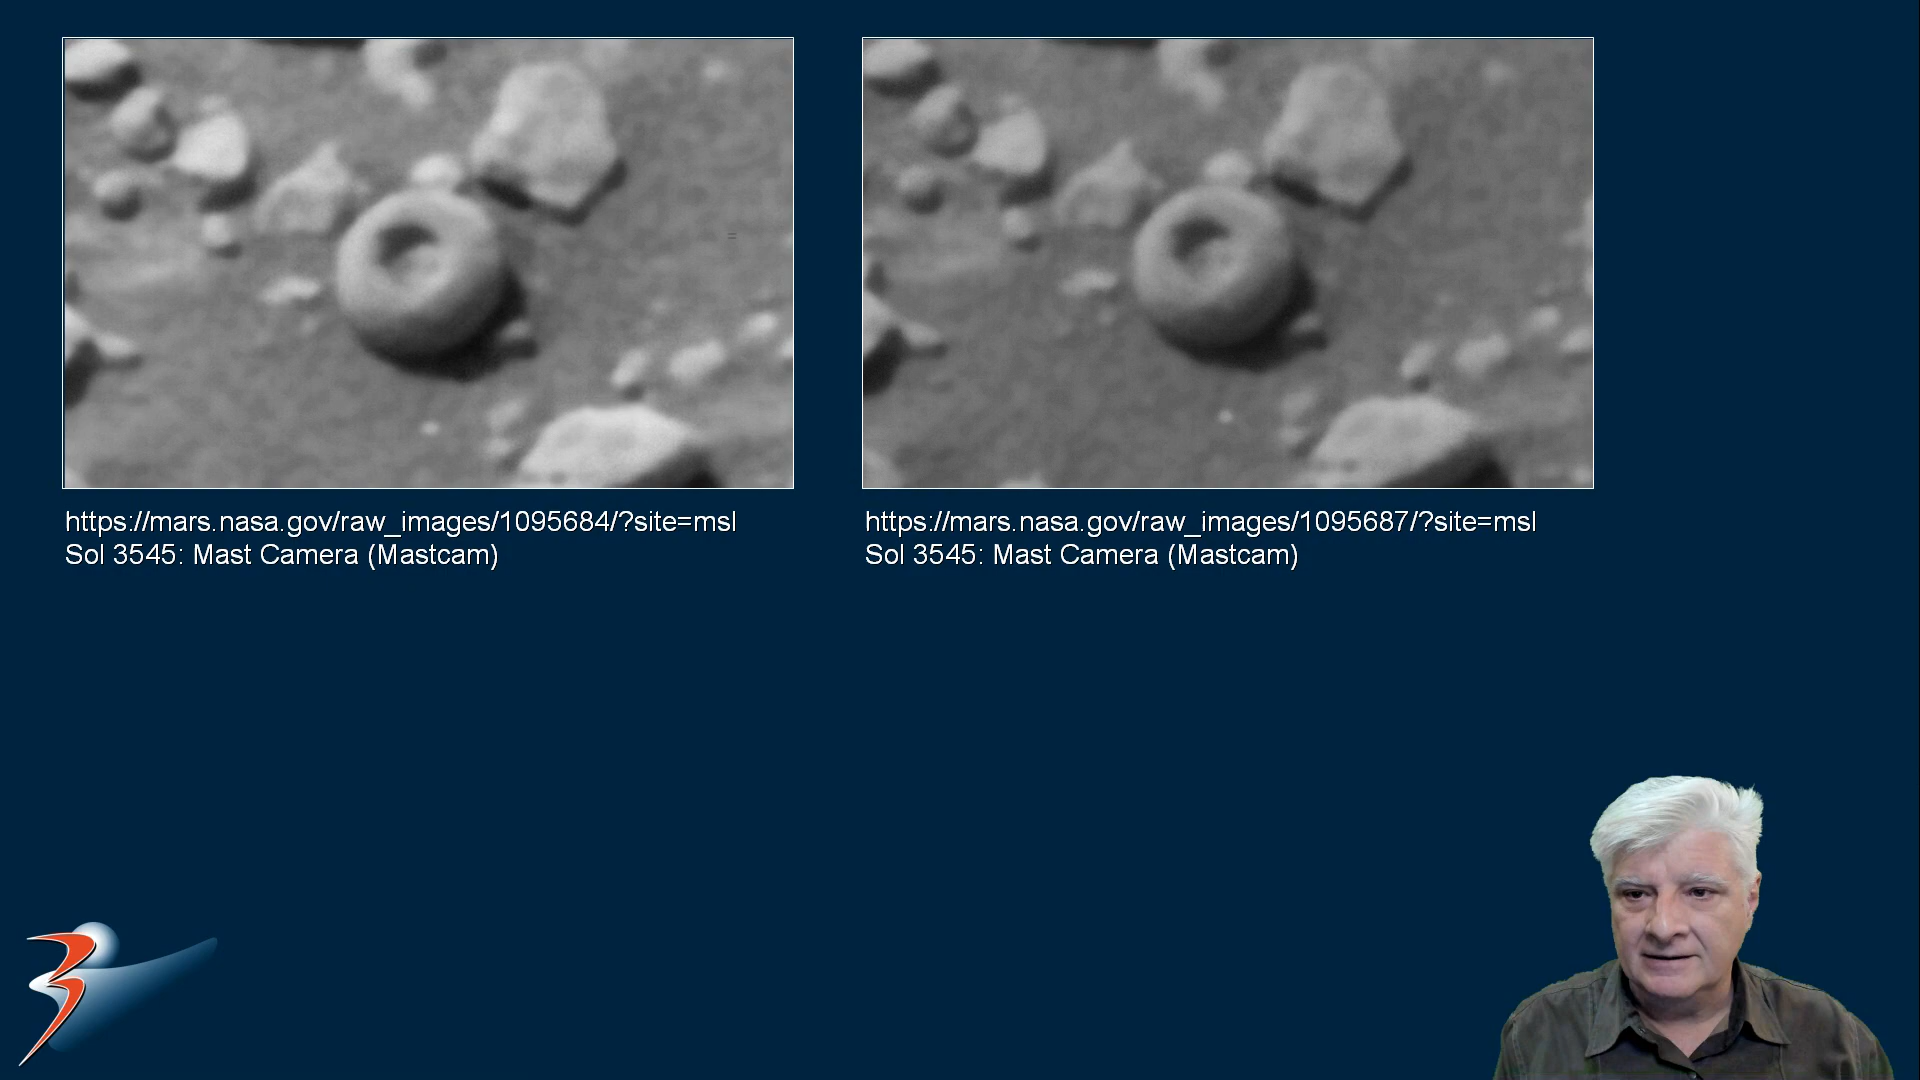 https://mars.nasa.gov/raw_images/1095684/?site=msl
Sol 3545: Mast Camera (Mastcam)
https://mars.nasa.gov/raw_images/1095687/?site=msl
Sol 3545: Mast Camera (Mastcam)